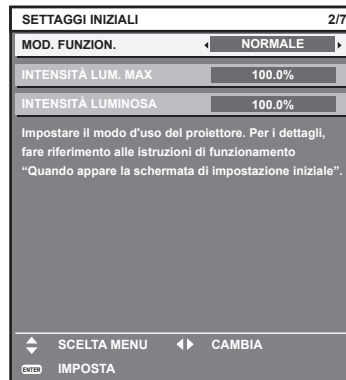 SETTAGGI INIZIALI 2/7
MOD. FUNZION. NORMALE
INTENSITÀ LUM. MAX 100.0%
INTENSITÀ LUMINOSA 100.0%
Impostare il modo d'uso del proiettore. Per i dettagli,
fare riferimento alle istruzioni di funzionamento
“Quando appare la schermata di impostazione iniziale”.
SCELTA MENU CAMBIA
ENTER IMPOSTA